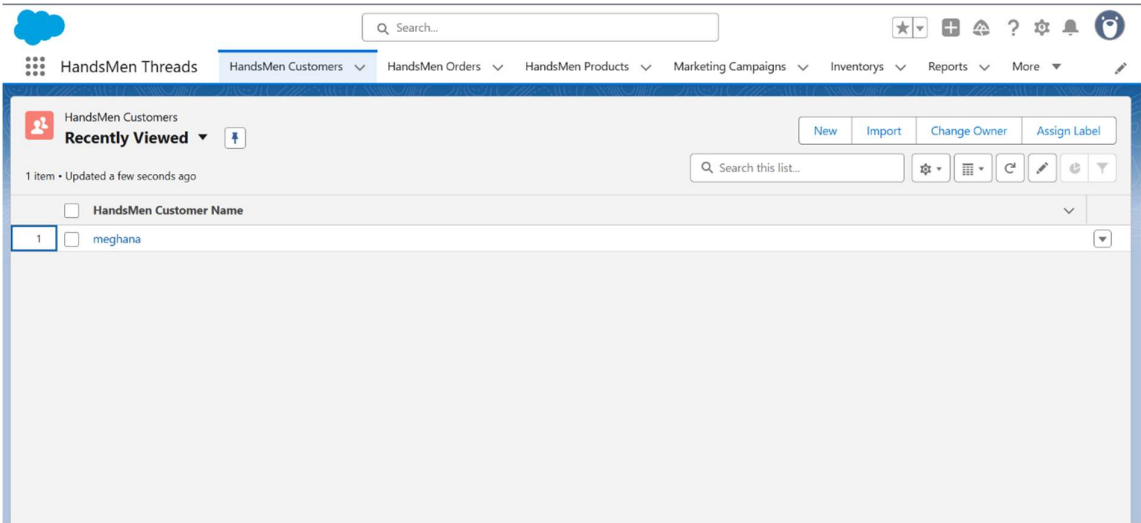 Search...
HandsMen Threads HandsMen Customers HandsMen Orders HandsMen Products Marketing Campaigns Inventorys Reports More
HandsMen Customers
Recently Viewed
New Import Change Owner Assign Label
1 item • Updated a few seconds ago
Search this list...
HandsMen Customer Name
1 meghana